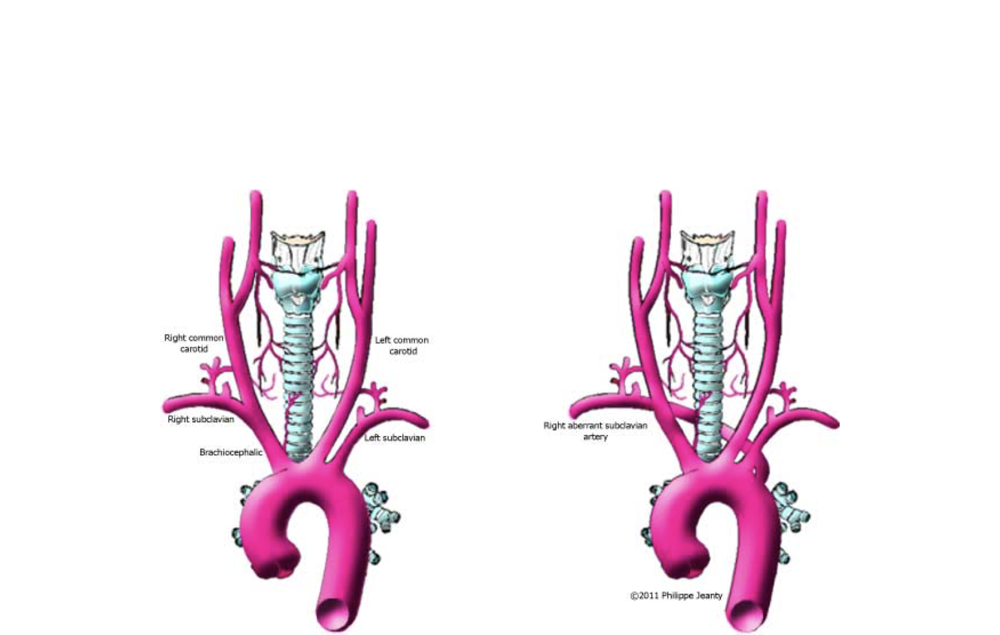 Right common
carotid
Left common
carotid
Right subclavian
Left subclavian
Brachiocephalic
Right aberrant subclavian
artery
©2011 Philippe Jeanty